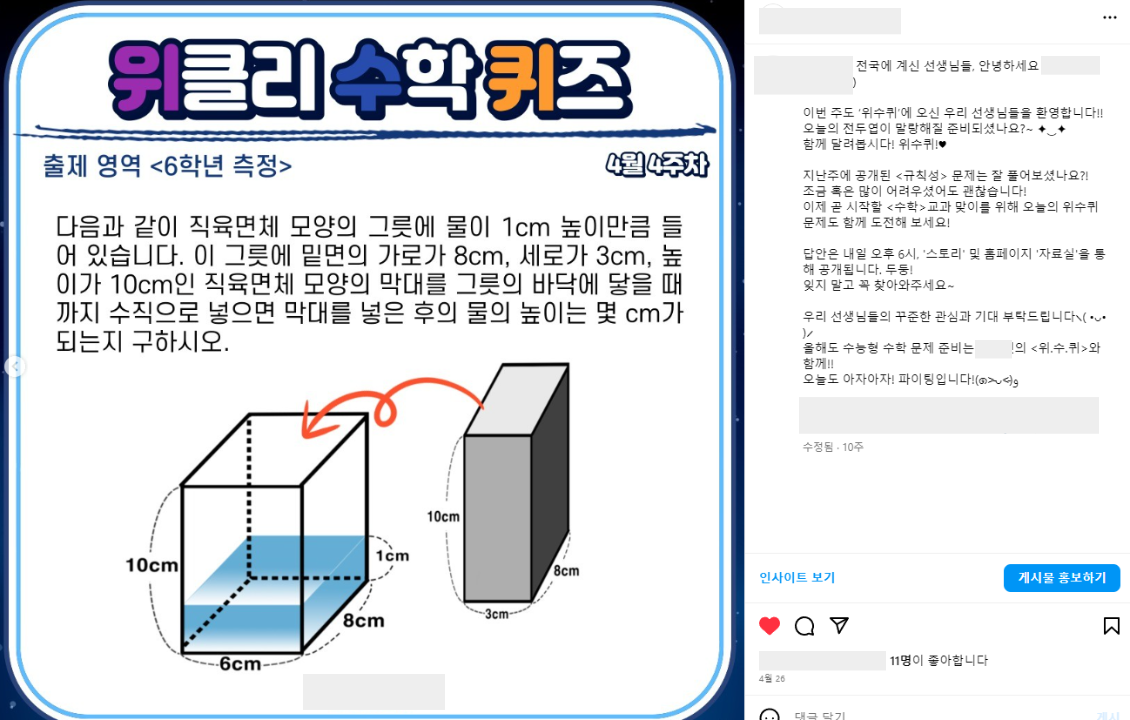 위클리 수학 퀴즈
출제 영역 <6학년 측정>
4월 4주차
다음과 같이 직육면체 모양의 그릇에 물이 1cm 높이만큼 들
어 있습니다. 이 그릇에 밑면의 가로가 8cm, 세로가 3cm, 높
이가 10cm인 직육면체 모양의 막대를 그릇의 바닥에 닿을 때
까지 수직으로 넣으면 막대를 넣은 후의 물의 높이는 몇 cm가
되는지 구하시오.
10cm
1cm
8cm
6cm
10cm
8cm
3cm
전국에 계신 선생님들, 안녕하세요
)
이번 주도 '위수퀴'에 오신 우리 선생님들을 환영합니다!!
오늘의 전두엽이 말랑해질 준비되셨나요?~ ✦‿✦
함께 달려봅시다! 위수퀴!♥
지난주에 공개된 <규칙성> 문제는 잘 풀어보셨나요?!
조금 혹은 많이 어려우셨어도 괜찮습니다!
이제 곧 시작할 <수학>교과 맞이를 위해 오늘의 위수퀴
문제도 함께 도전해 보세요!
답안은 내일 오후 6시, '스토리' 및 홈페이지 '자료실'을 통
해 공개됩니다. 두둥!
잊지 말고 꼭 찾아와주세요~
우리 선생님들의 꾸준한 관심과 기대 부탁드립니다ヽ( •ᴗ•
)ﾉ
올해도 수능형 수학 문제 준비는 의 <위.수.퀴>와
함께!!
오늘도 아자아자! 파이팅입니다!(๑˃ᴗ˂)و
수정됨 · 10주
인사이트 보기
게시물 홍보하기
11명이 좋아합니다
4월 26
댓글 달기...
게시